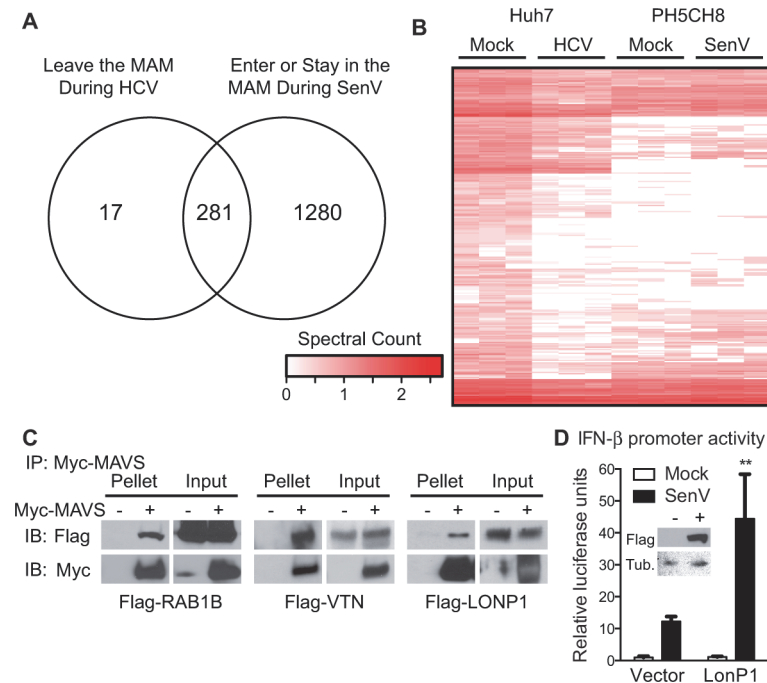 A
Leave the MAM
During HCV
Enter or Stay in the
MAM During SenV
17
281
1280
Spectral Count
0 1 2
B
Huh7 PH5CH8
Mock HCV Mock SenV
C
IP: Myc-MAVS
Pellet Input Pellet Input Pellet Input
Myc-MAVS - + - + - + - + - + - +
IB: Flag
IB: Myc
Flag-RAB1B Flag-VTN Flag-LONP1
D IFN-β promoter activity
Relative luciferase units
60
50
40
30
20
10
0
Mock
SenV
**
- +
Flag
Tub.
Vector LonP1